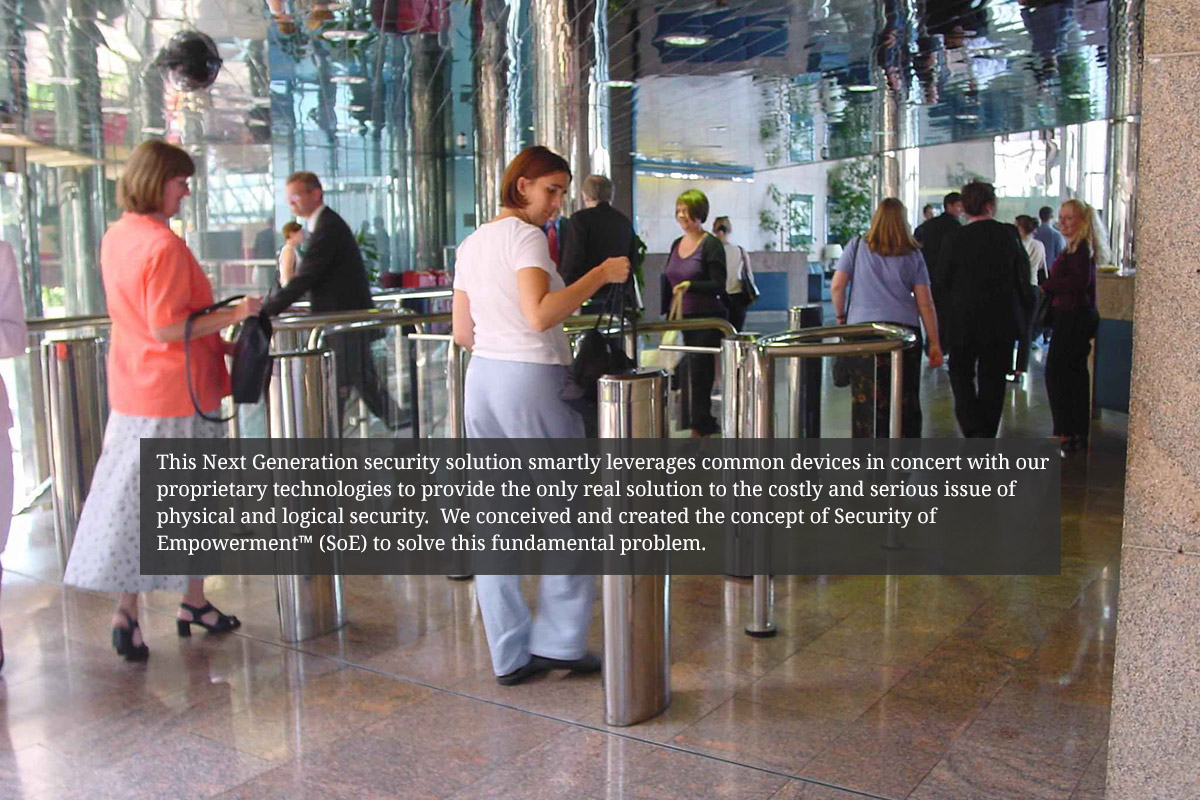 This Next Generation security solution smartly leverages common devices in concert with our
proprietary technologies to provide the only real solution to the costly and serious issue of
physical and logical security.  We conceived and created the concept of Security of
Empowerment™ (SoE) to solve this fundamental problem.